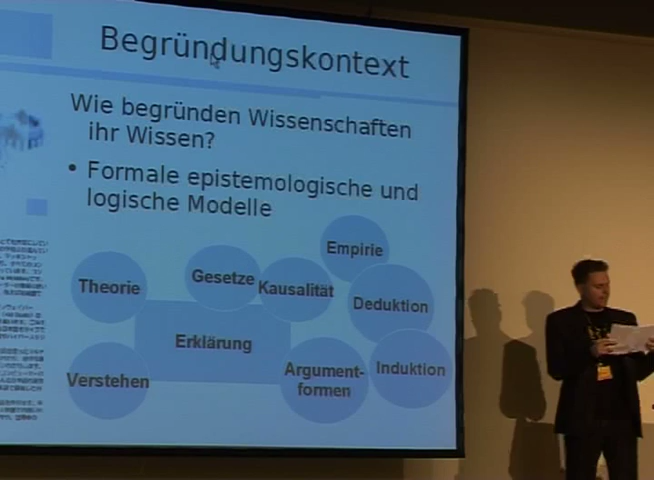 Begründungskontext
Wie begründen Wissenschaften
ihr Wissen?
• Formale epistemologische und
logische Modelle
Empirie
Theorie
Gesetze
Kausalität
Deduktion
Erklärung
Verstehen
Argument-
formen
Induktion